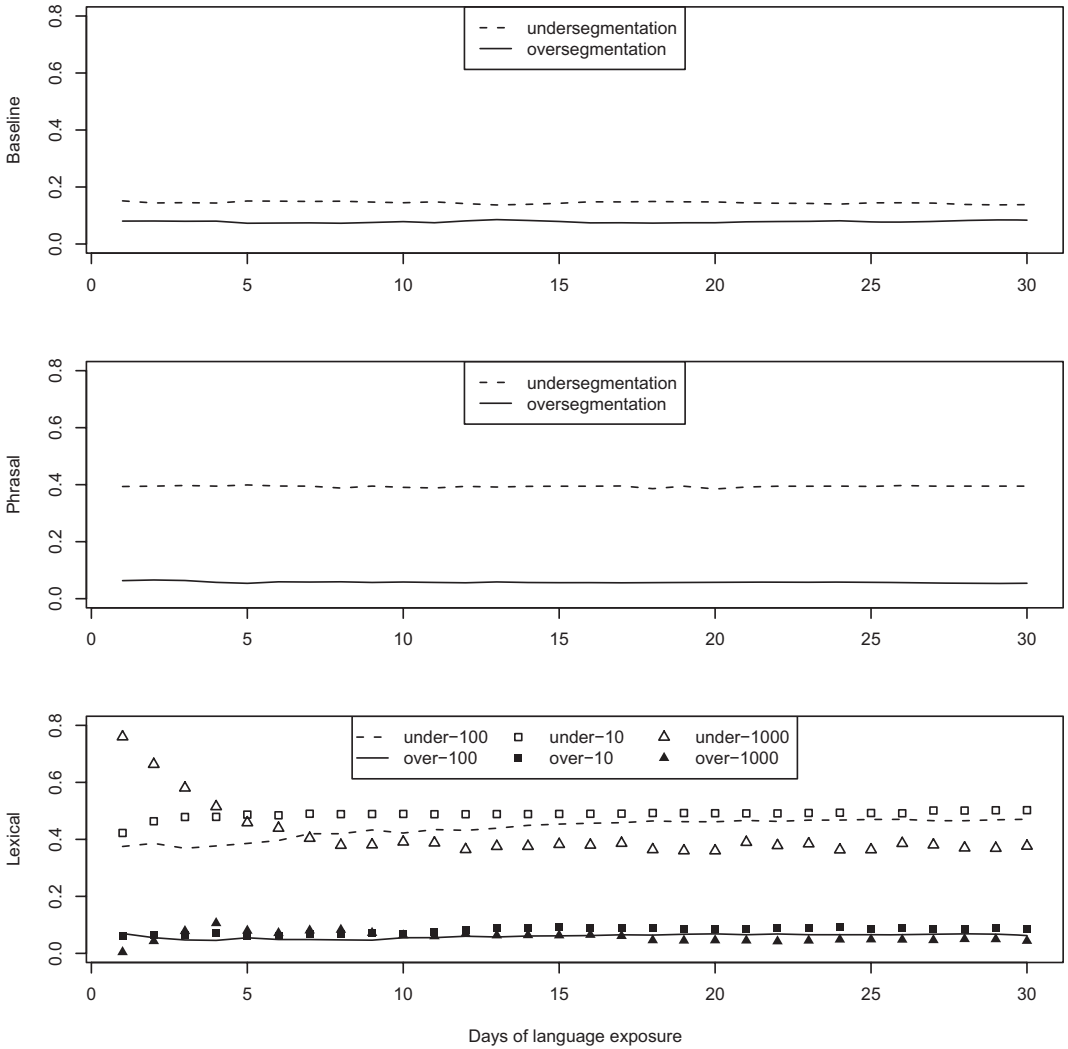 Baseline
0.0 0.2 0.4 0.6 0.8
undersegmentation
oversegmentation
0 5 10 15 20 25 30
Phrasal
0.0 0.2 0.4 0.6 0.8
undersegmentation
oversegmentation
0 5 10 15 20 25 30
Lexical
0.0 0.2 0.4 0.6 0.8
under−100 under−10 under−1000
over−100 over−10 over−1000
0 5 10 15 20 25 30
Days of language exposure